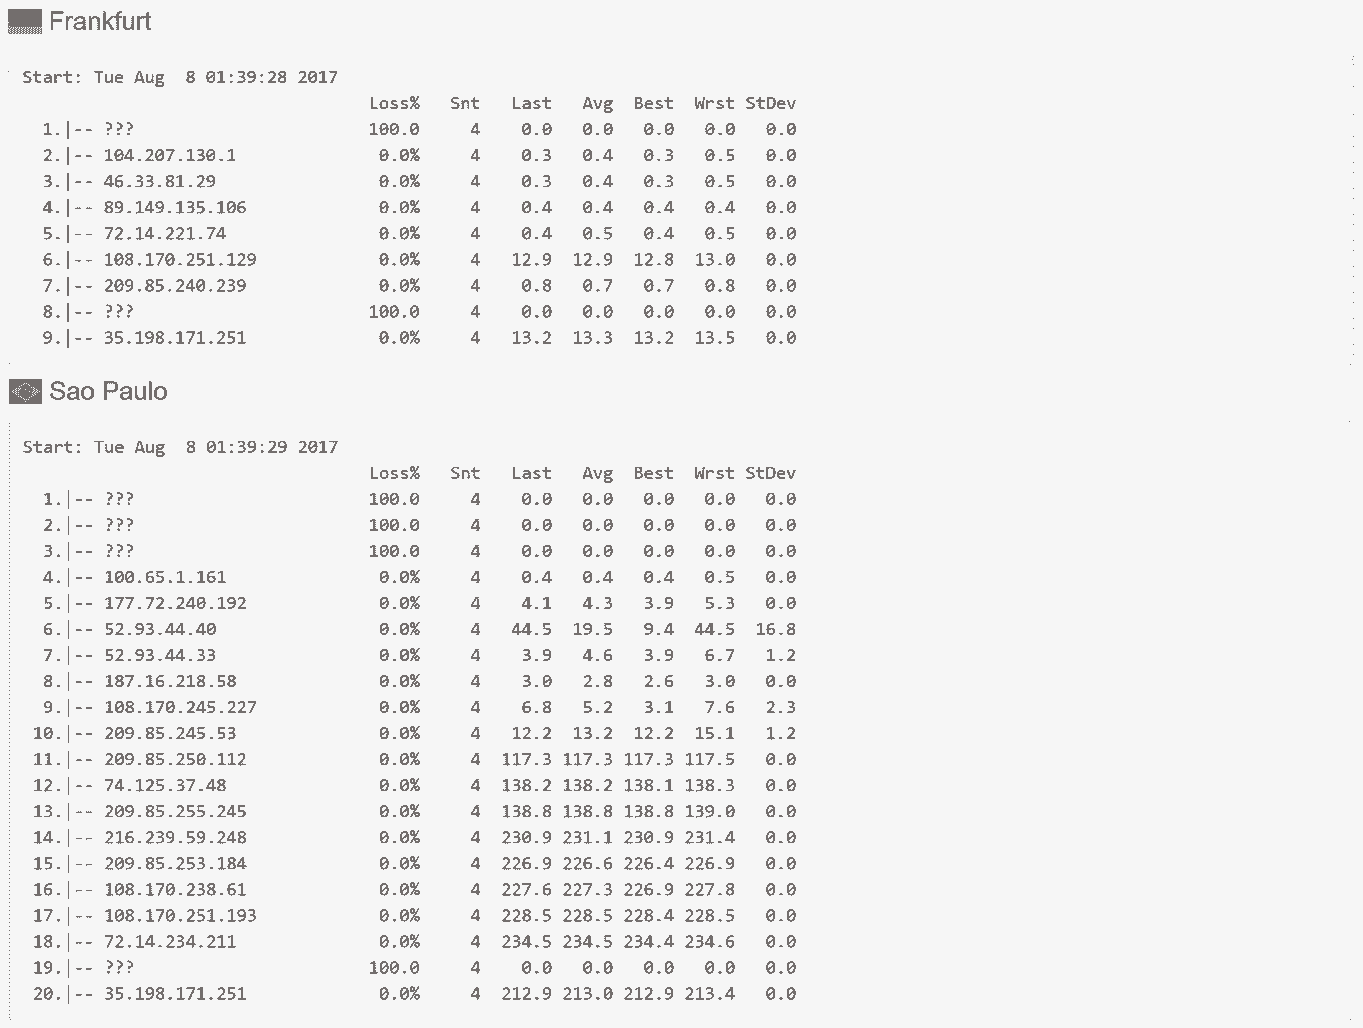 Frankfurt
Start: Tue Aug  8 01:39:28 2017
                                  Loss%   Snt   Last   Avg  Best  Wrst StDev
  1.|-- ???                       100.0     4    0.0   0.0   0.0   0.0   0.0
  2.|-- 104.207.130.1              0.0%     4    0.3   0.4   0.3   0.5   0.0
  3.|-- 46.33.81.29                0.0%     4    0.3   0.4   0.3   0.5   0.0
  4.|-- 89.149.135.106             0.0%     4    0.4   0.4   0.4   0.4   0.0
  5.|-- 72.14.221.74               0.0%     4    0.4   0.5   0.4   0.5   0.0
  6.|-- 108.170.251.129            0.0%     4   12.9  12.9  12.8  13.0   0.0
  7.|-- 209.85.240.239             0.0%     4    0.8   0.7   0.7   0.8   0.0
  8.|-- ???                       100.0     4    0.0   0.0   0.0   0.0   0.0
  9.|-- 35.198.171.251             0.0%     4   13.2  13.3  13.2  13.5   0.0
Sao Paulo
Start: Tue Aug  8 01:39:29 2017
                                  Loss%   Snt   Last   Avg  Best  Wrst StDev
  1.|-- ???                       100.0     4    0.0   0.0   0.0   0.0   0.0
  2.|-- ???                       100.0     4    0.0   0.0   0.0   0.0   0.0
  3.|-- ???                       100.0     4    0.0   0.0   0.0   0.0   0.0
  4.|-- 100.65.1.161               0.0%     4    0.4   0.4   0.4   0.5   0.0
  5.|-- 177.72.240.192             0.0%     4    4.1   4.3   3.9   5.3   0.0
  6.|-- 52.93.44.40                0.0%     4   44.5  19.5   9.4  44.5  16.8
  7.|-- 52.93.44.33                0.0%     4    3.9   4.6   3.9   6.7   1.2
  8.|-- 187.16.218.58              0.0%     4    3.0   2.8   2.6   3.0   0.0
  9.|-- 108.170.245.227            0.0%     4    6.8   5.2   3.1   7.6   2.3
 10.|-- 209.85.245.53              0.0%     4   12.2  13.2  12.2  15.1   1.2
 11.|-- 209.85.250.112             0.0%     4  117.3 117.3 117.3 117.5   0.0
 12.|-- 74.125.37.48               0.0%     4  138.2 138.2 138.1 138.3   0.0
 13.|-- 209.85.255.245             0.0%     4  138.8 138.8 138.8 139.0   0.0
 14.|-- 216.239.59.248             0.0%     4  230.9 231.1 230.9 231.4   0.0
 15.|-- 209.85.253.184             0.0%     4  226.9 226.6 226.4 226.9   0.0
 16.|-- 108.170.238.61             0.0%     4  227.6 227.3 226.9 227.8   0.0
 17.|-- 108.170.251.193            0.0%     4  228.5 228.5 228.4 228.5   0.0
 18.|-- 72.14.234.211              0.0%     4  234.5 234.5 234.4 234.6   0.0
 19.|-- ???                       100.0     4    0.0   0.0   0.0   0.0   0.0
 20.|-- 35.198.171.251             0.0%     4  212.9 213.0 212.9 213.4   0.0